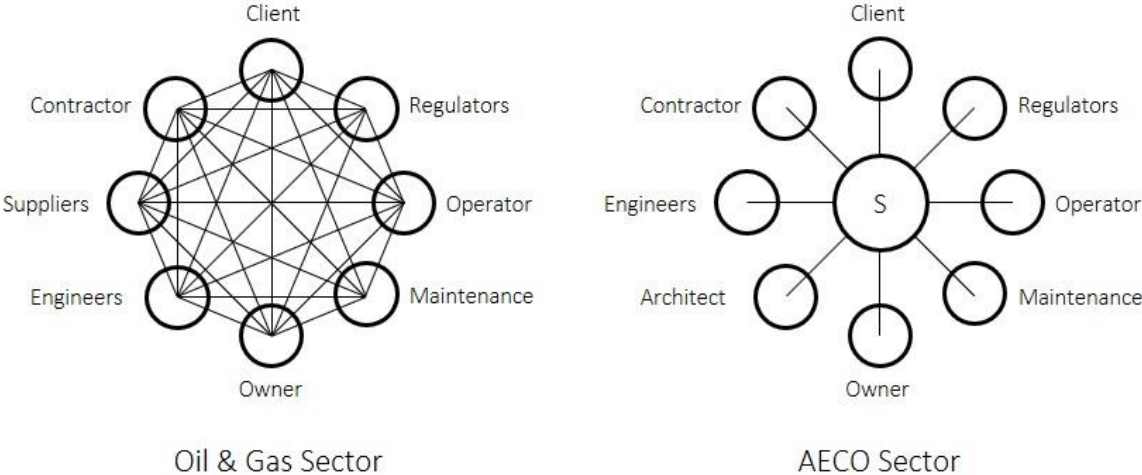 Client
Contractor
Regulators
Suppliers
Operator
Engineers
Maintenance
Owner
Oil & Gas Sector
Client
Contractor
Regulators
Engineers
S
Operator
Architect
Maintenance
Owner
AECO Sector